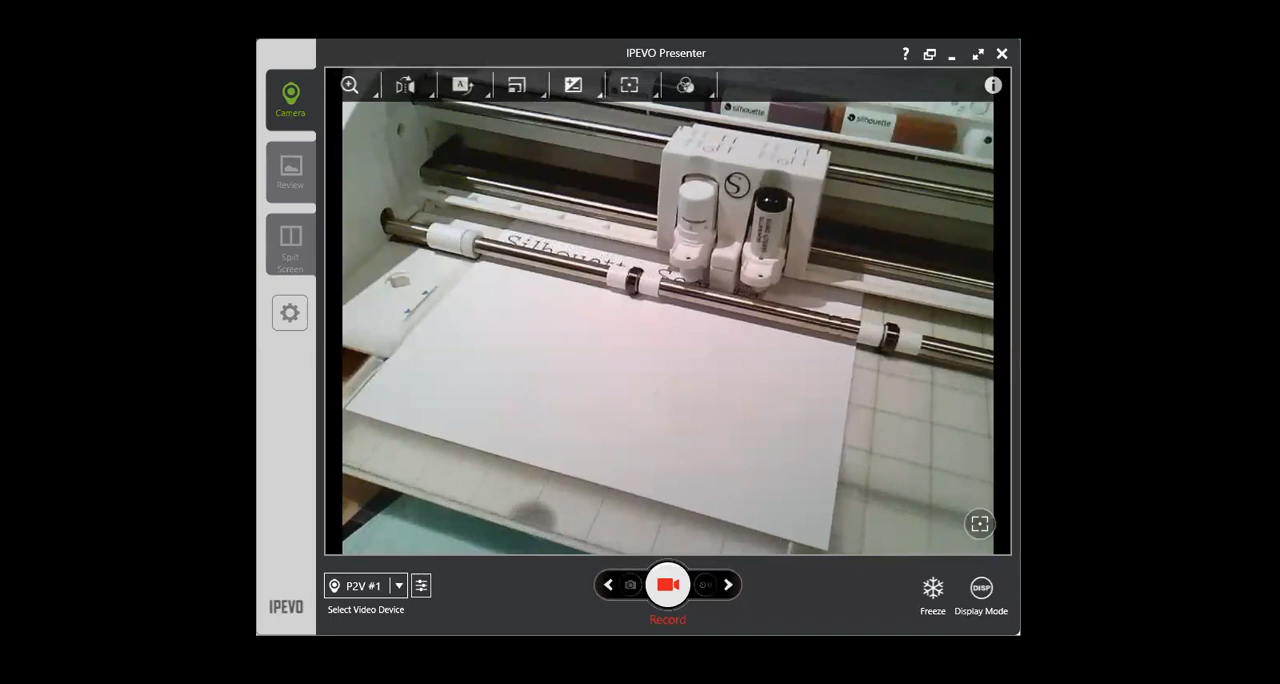 IPEVO Presenter
?
Camera
A
silhouette
silhouette
Review
S
Split
Screen
Silhouette
P2V #1
Select Video Device
Record
Freeze
DISP
Display Mode
IPEVO